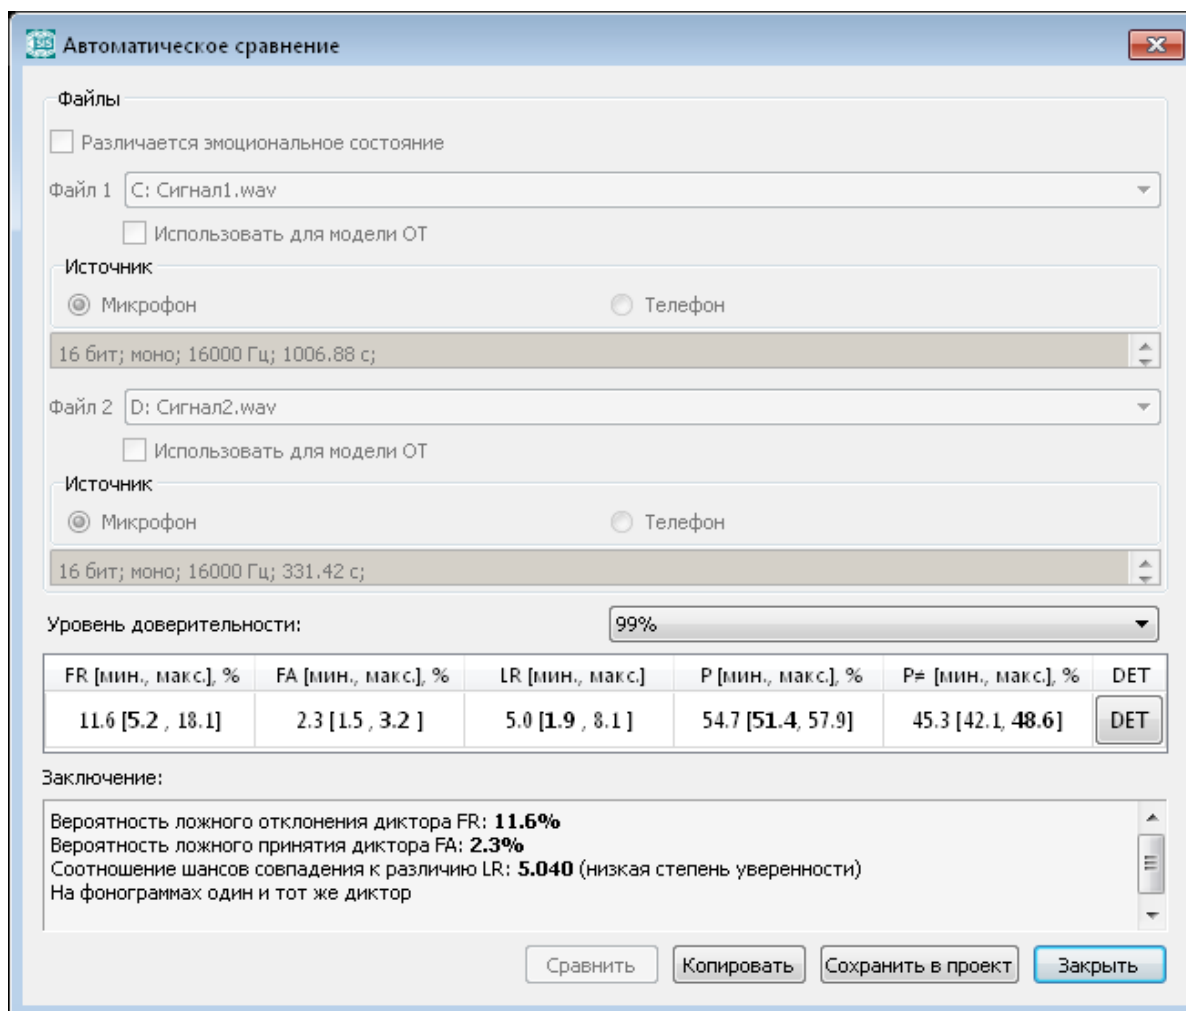 Автоматическое сравнение
Файлы
Различается эмоциональное состояние
Файл 1 C: Сигнал1.wav
Использовать для модели ОТ
Источник
Микрофон Телефон
16 бит; моно; 16000 Гц; 1006.88 с;
Файл 2 D: Сигнал2.wav
Использовать для модели ОТ
Источник
Микрофон Телефон
16 бит; моно; 16000 Гц; 331.42 с;
Уровень доверительности: 99%
FR [мин., макс.], % FA [мин., макс.], % LR [мин., макс.] P [мин., макс.], % P≠ [мин., макс.], % DET
11.6 [5.2 , 18.1] 2.3 [1.5 , 3.2 ] 5.0 [1.9 , 8.1 ] 54.7 [51.4, 57.9] 45.3 [42.1, 48.6] DET
Заключение:
Вероятность ложного отклонения диктора FR: 11.6%
Вероятность ложного принятия диктора FA: 2.3%
Соотношение шансов совпадения к различию LR: 5.040 (низкая степень уверенности)
На фонограммах один и тот же диктор
Сравнить Копировать Сохранить в проект Закрыть